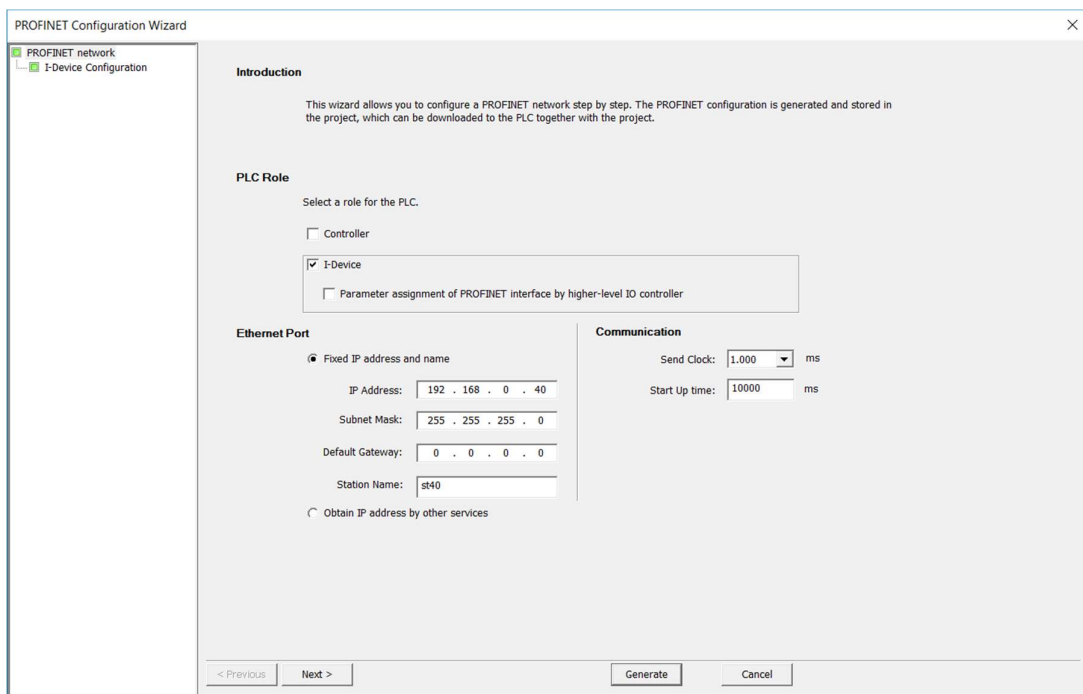 PROFINET Configuration Wizard
PROFINET network
I-Device Configuration
Introduction
This wizard allows you to configure a PROFINET network step by step. The PROFINET configuration is generated and stored in
the project, which can be downloaded to the PLC together with the project.
PLC Role
Select a role for the PLC.
Controller
I-Device
Parameter assignment of PROFINET interface by higher-level IO controller
Ethernet Port
Fixed IP address and name
IP Address: 192 . 168 . 0 . 40
Subnet Mask: 255 . 255 . 255 . 0
Default Gateway: 0 . 0 . 0 . 0
Station Name: st40
Obtain IP address by other services
Communication
Send Clock: 1.000 ms
Start Up time: 10000 ms
< Previous Next > Generate Cancel